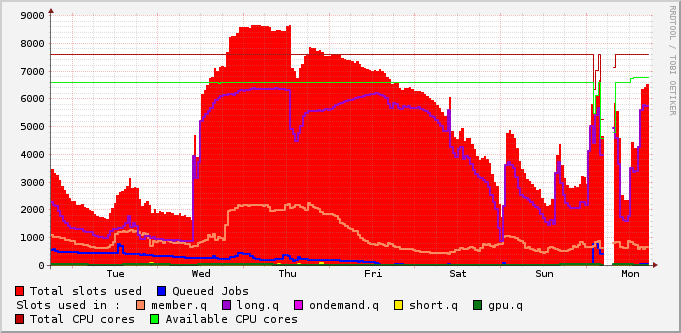 9000
8000
7000
6000
5000
4000
3000
2000
1000
0
Tue Wed Thu Fri Sat Sun Mon
RRDTOOL / TOBI OETIKER
Total slots used Queued Jobs
Slots used in : member.q long.q ondemand.q short.q gpu.q
Total CPU cores Available CPU cores